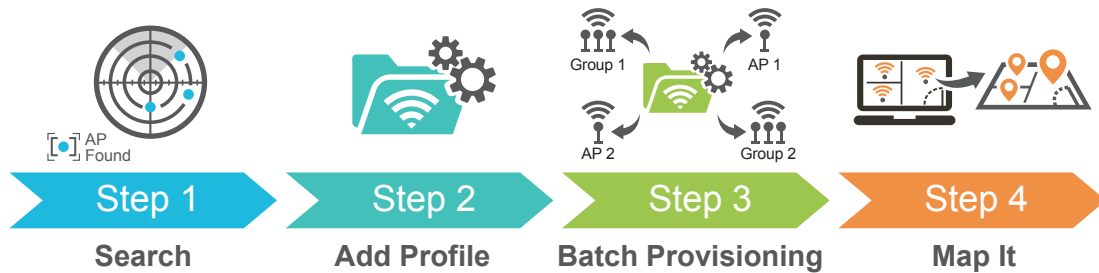 AP
Found
Group 1
AP 1
AP 2
Group 2
Step 1
Step 2
Step 3
Step 4
Search
Add Profile
Batch Provisioning
Map It